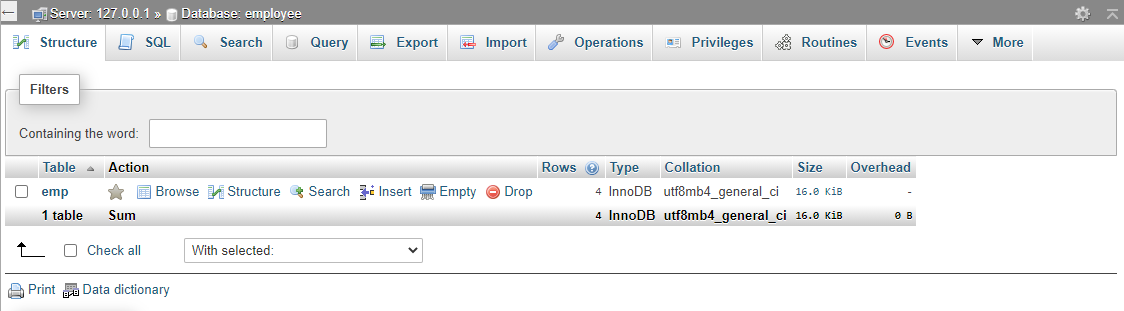 Server: 127.0.0.1 » Database: employee
Structure SQL Search Query Export Import Operations Privileges Routines Events More
Filters
Containing the word:
Table Action Rows Type Collation Size Overhead
emp Browse Structure Search Insert Empty Drop 4 InnoDB utf8mb4_general_ci 16.0 KiB -
1 table Sum 4 InnoDB utf8mb4_general_ci 16.0 KiB 0 B
Check all With selected:
Print Data dictionary